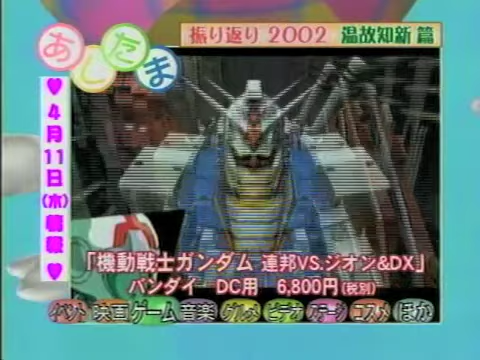 あしたま
振り返り 2002 温故知新 篇
♥4月11日(木)の情報♥
「機動戦士ガンダム 連邦VS.ジオン&DX」
バンダイ DC用 6,800円(税別)
イベント 映画 ゲーム 音楽 グルメ ビデオ ステージ コスメ ほか